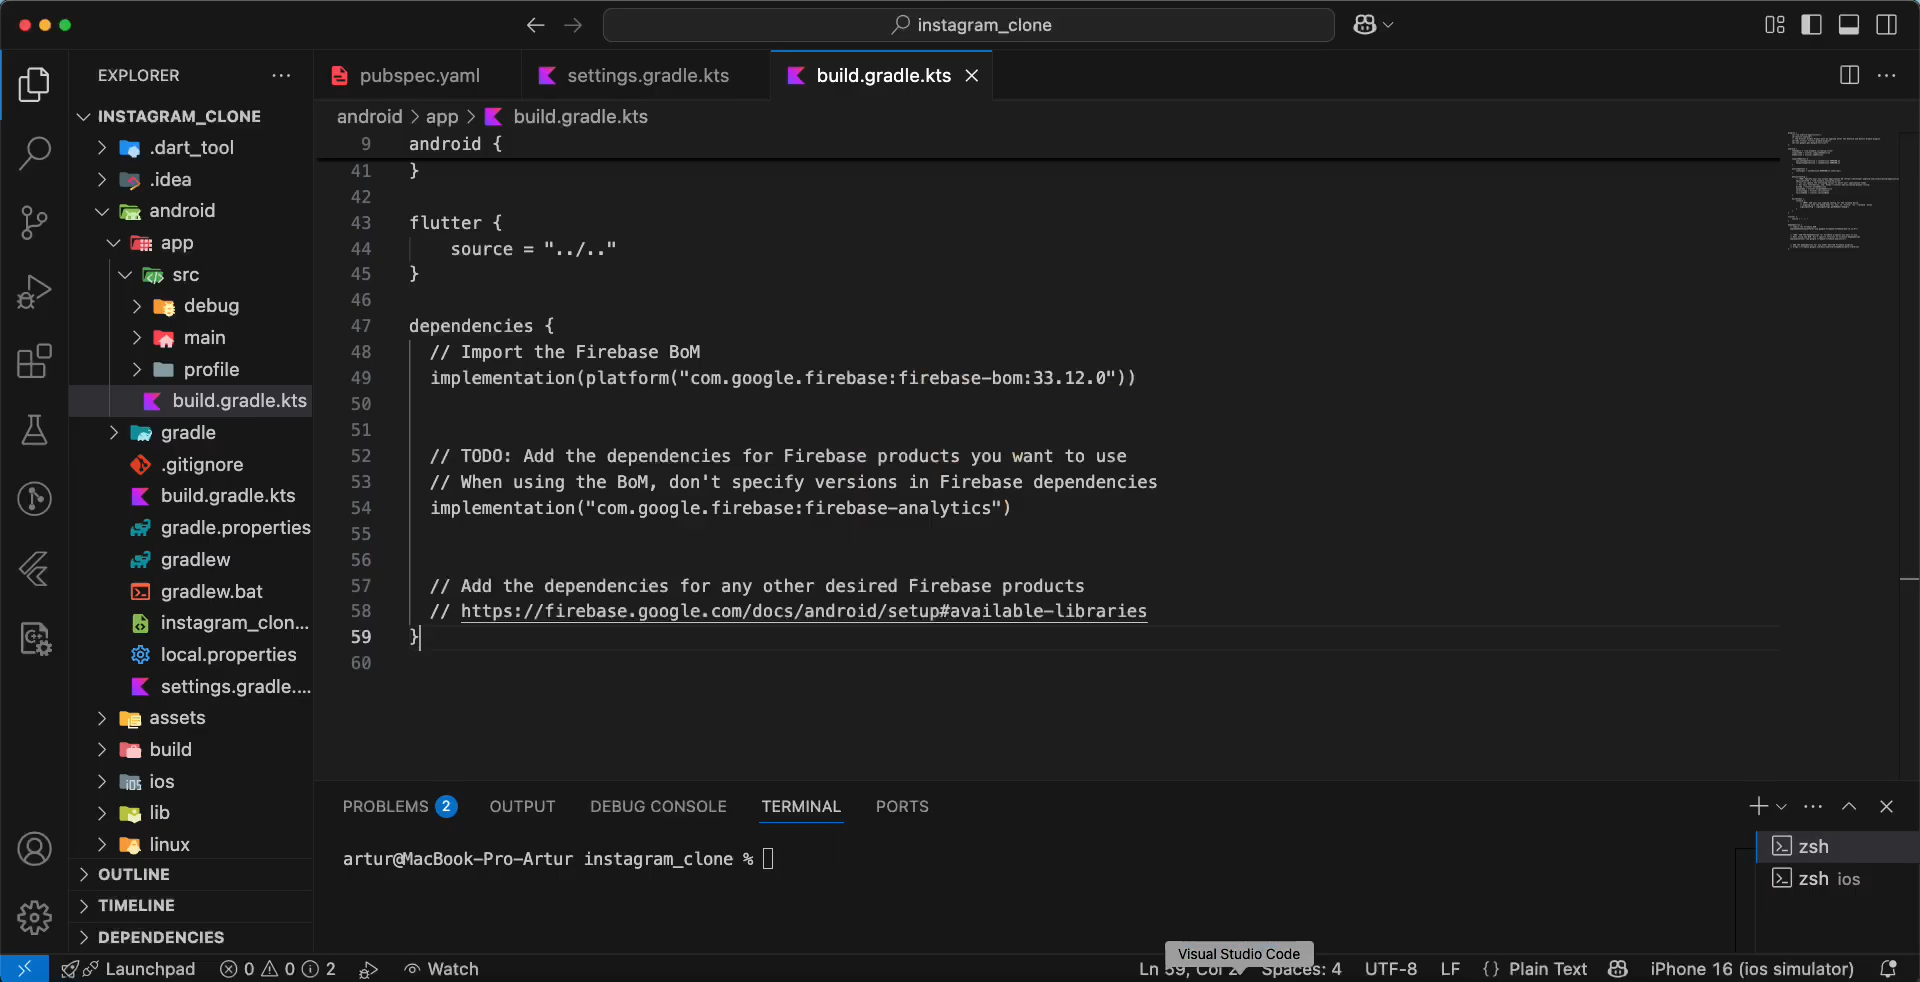 instagram_clone
EXPLORER
INSTAGRAM_CLONE
.dart_tool
.idea
android
app
src
debug
main
profile
build.gradle.kts
gradle
.gitignore
build.gradle.kts
gradle.properties
gradlew
gradlew.bat
instagram_clon...
local.properties
settings.gradle....
assets
build
ios
lib
linux
OUTLINE
TIMELINE
DEPENDENCIES
pubspec.yaml
settings.gradle.kts
build.gradle.kts
android > app > build.gradle.kts
9 android {
41 }
42
43 flutter {
44 source = "../.."
45 }
46
47 dependencies {
48 // Import the Firebase BoM
49 implementation(platform("com.google.firebase:firebase-bom:33.12.0"))
50
51
52 // TODO: Add the dependencies for Firebase products you want to use
53 // When using the BoM, don't specify versions in Firebase dependencies
54 implementation("com.google.firebase:firebase-analytics")
55
56
57 // Add the dependencies for any other desired Firebase products
58 // https://firebase.google.com/docs/android/setup#available-libraries
59 }
60
PROBLEMS 2 OUTPUT DEBUG CONSOLE TERMINAL PORTS
artur@MacBook-Pro-Artur instagram_clone %
zsh
zsh ios
Visual Studio Code
Launchpad 0 0 2 Watch Ln 59, Col 2 Spaces: 4 UTF-8 LF {} Plain Text iPhone 16 (ios simulator)